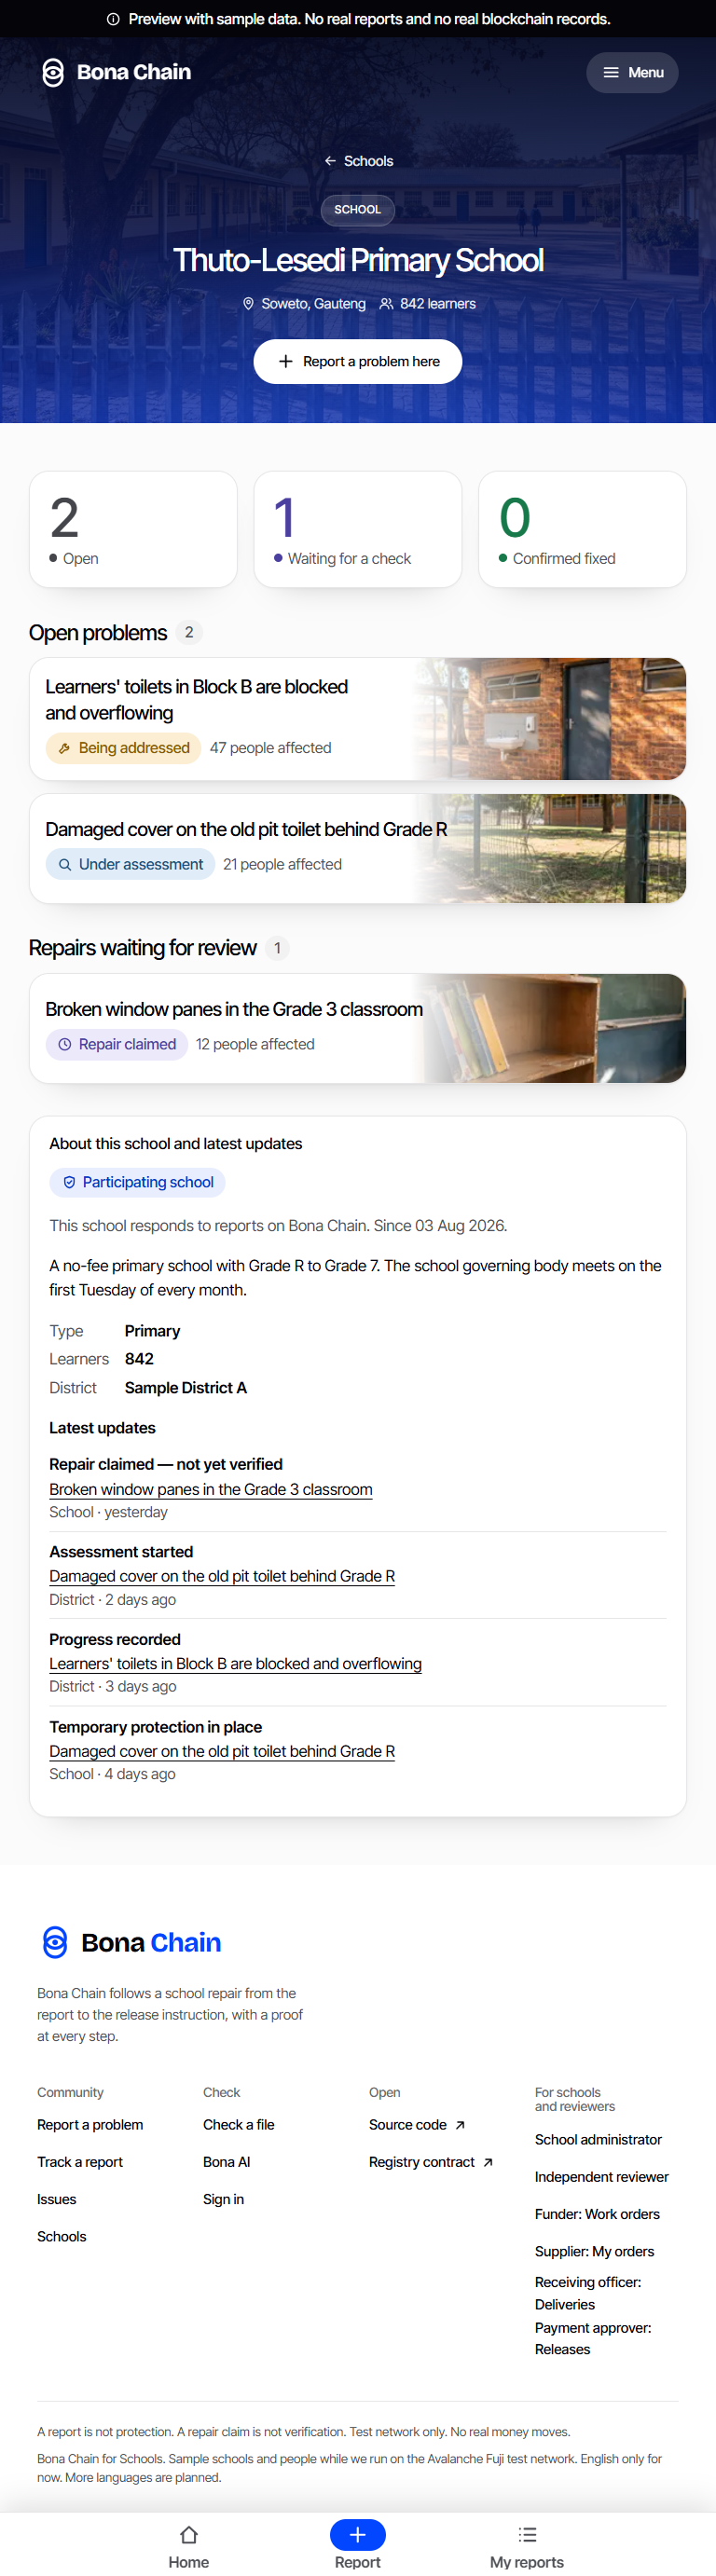 Preview with sample data. No real reports and no real blockchain records.
Bona Chain
Menu
← Schools
SCHOOL
Thuto-Lesedi Primary School
Soweto, Gauteng 842 learners
+ Report a problem here
2
Open
1
Waiting for a check
0
Confirmed fixed
Open problems 2
Learners' toilets in Block B are blocked
and overflowing
Being addressed 47 people affected
Damaged cover on the old pit toilet behind Grade R
Under assessment 21 people affected
Repairs waiting for review 1
Broken window panes in the Grade 3 classroom
Repair claimed 12 people affected
About this school and latest updates
Participating school
This school responds to reports on Bona Chain. Since 03 Aug 2026.
A no-fee primary school with Grade R to Grade 7. The school governing body meets on the
first Tuesday of every month.
Type Primary
Learners 842
District Sample District A
Latest updates
Repair claimed — not yet verified
Broken window panes in the Grade 3 classroom
School · yesterday
Assessment started
Damaged cover on the old pit toilet behind Grade R
District · 2 days ago
Progress recorded
Learners' toilets in Block B are blocked and overflowing
District · 3 days ago
Temporary protection in place
Damaged cover on the old pit toilet behind Grade R
School · 4 days ago
Bona Chain
Bona Chain follows a school repair from the
report to the release instruction, with a proof
at every step.
Community
Report a problem
Track a report
Issues
Schools
Check
Check a file
Bona AI
Sign in
Open
Source code ↗
Registry contract ↗
For schools
and reviewers
School administrator
Independent reviewer
Funder: Work orders
Supplier: My orders
Receiving officer:
Deliveries
Payment approver:
Releases
A report is not protection. A repair claim is not verification. Test network only. No real money moves.
Bona Chain for Schools. Sample schools and people while we run on the Avalanche Fuji test network. English only for
now. More languages are planned.
Home
Report
My reports